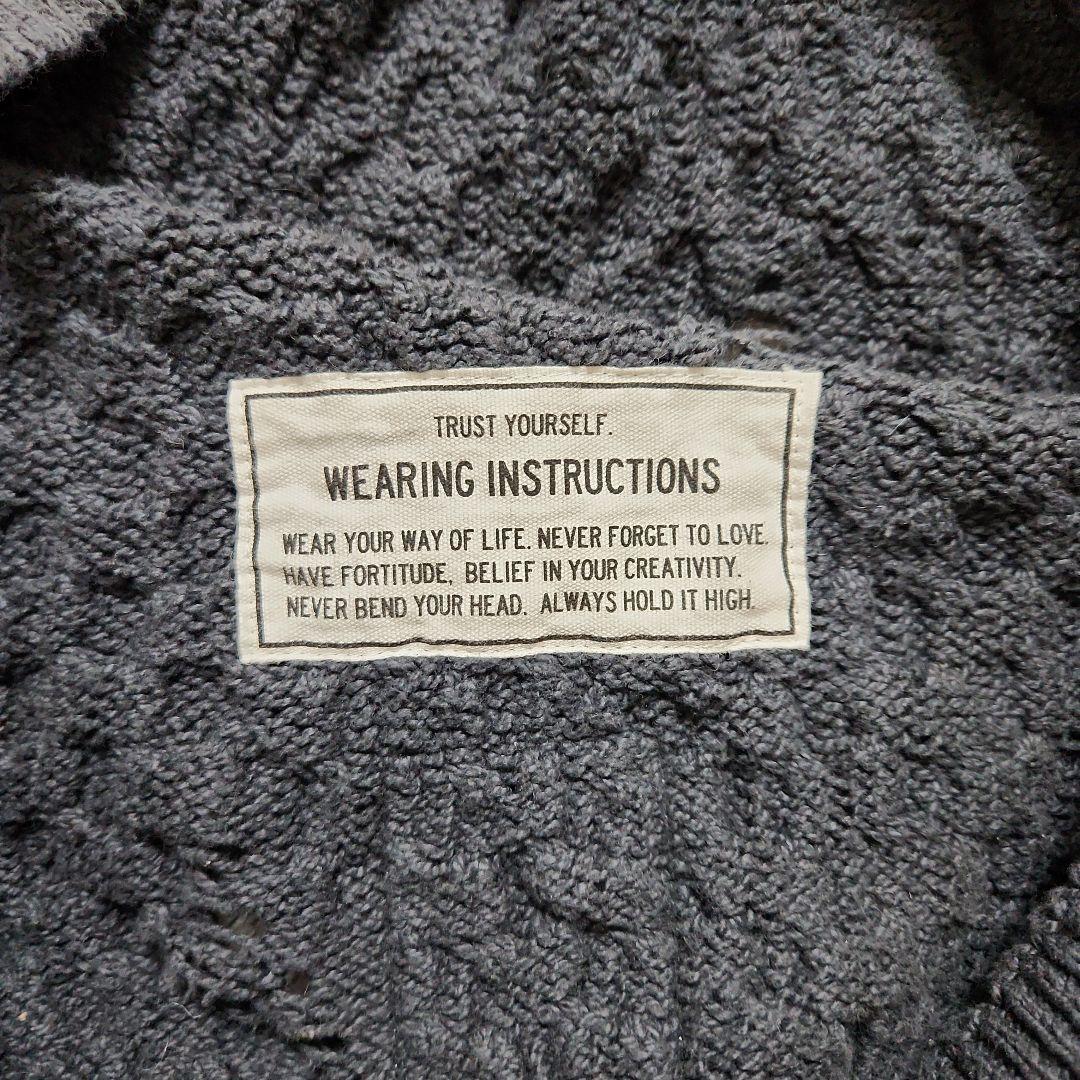 TRUST YOURSELF.
WEARING INSTRUCTIONS
WEAR YOUR WAY OF LIFE. NEVER FORGET TO LOVE.
HAVE FORTITUDE, BELIEF IN YOUR CREATIVITY.
NEVER BEND YOUR HEAD. ALWAYS HOLD IT HIGH.